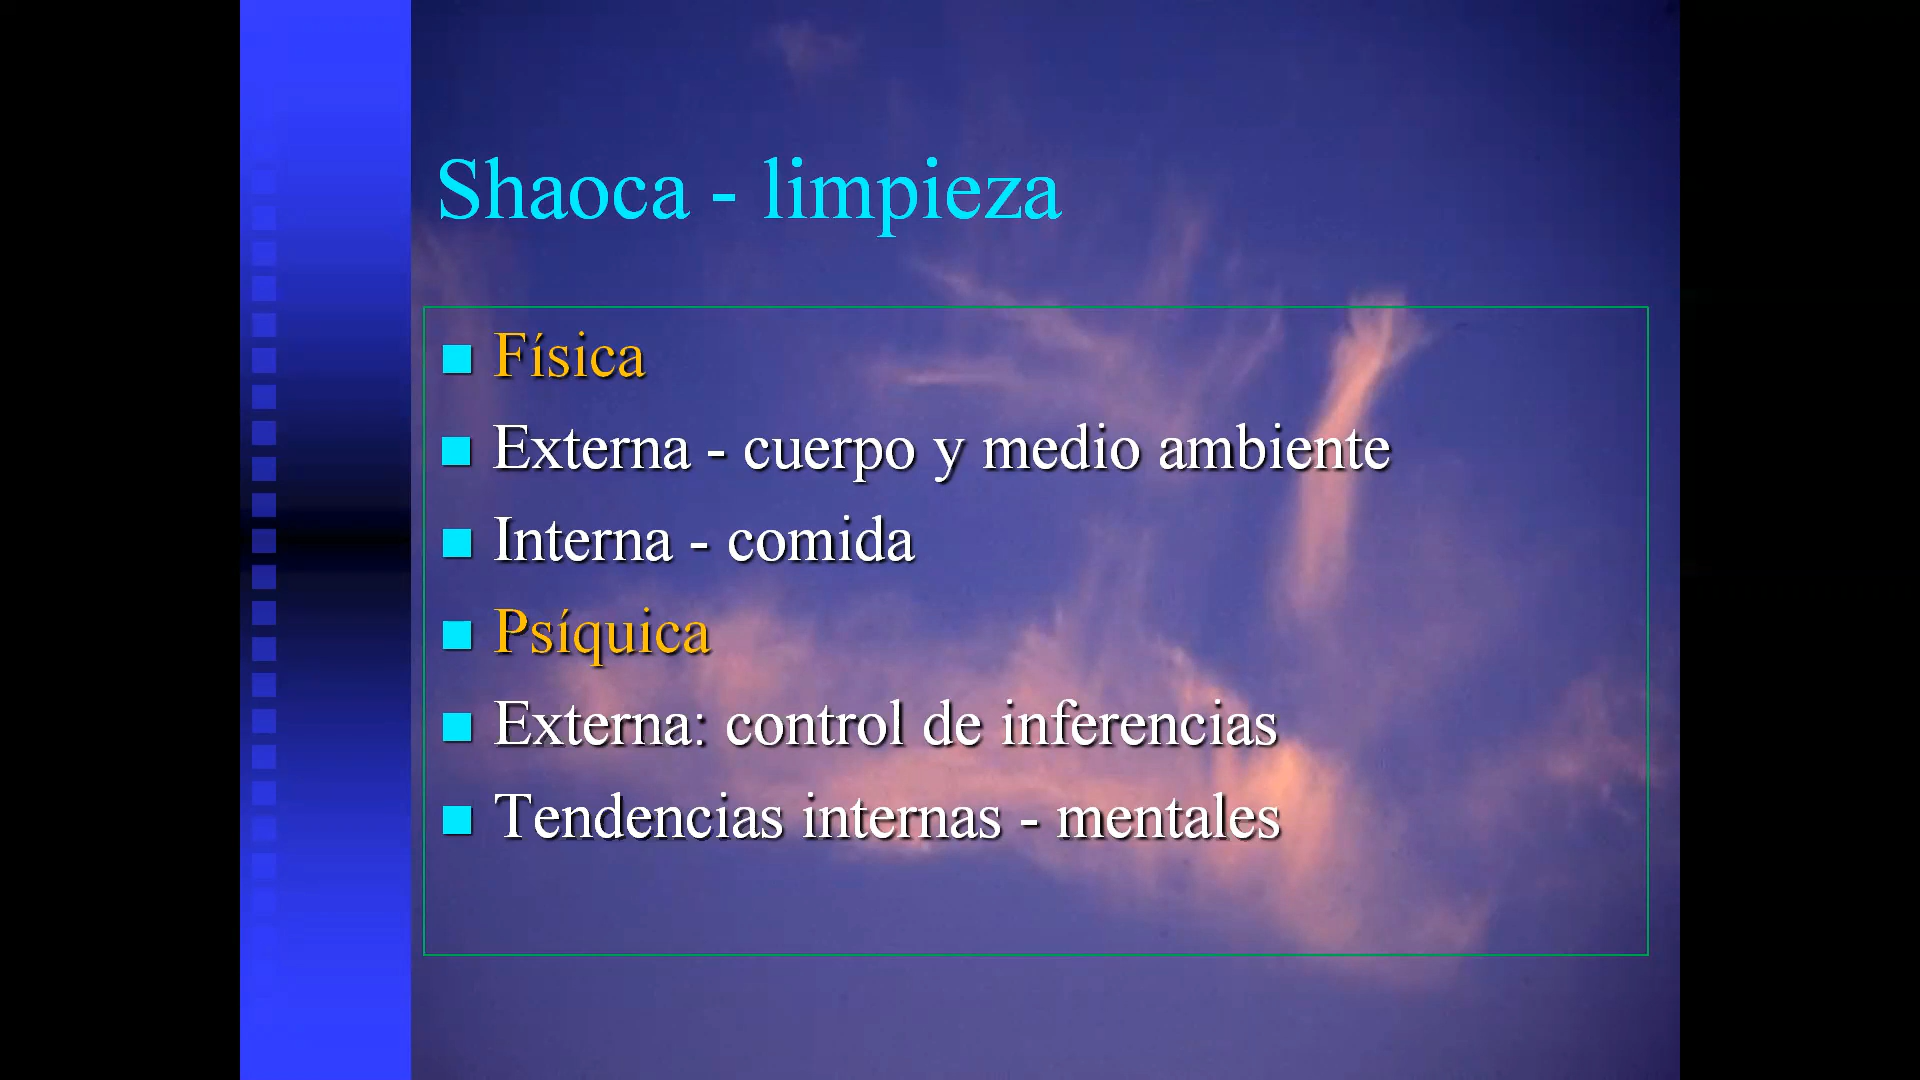 Shaoca - limpieza
Física
Externa - cuerpo y medio ambiente
Interna - comida
Psíquica
Externa: control de inferencias
Tendencias internas - mentales